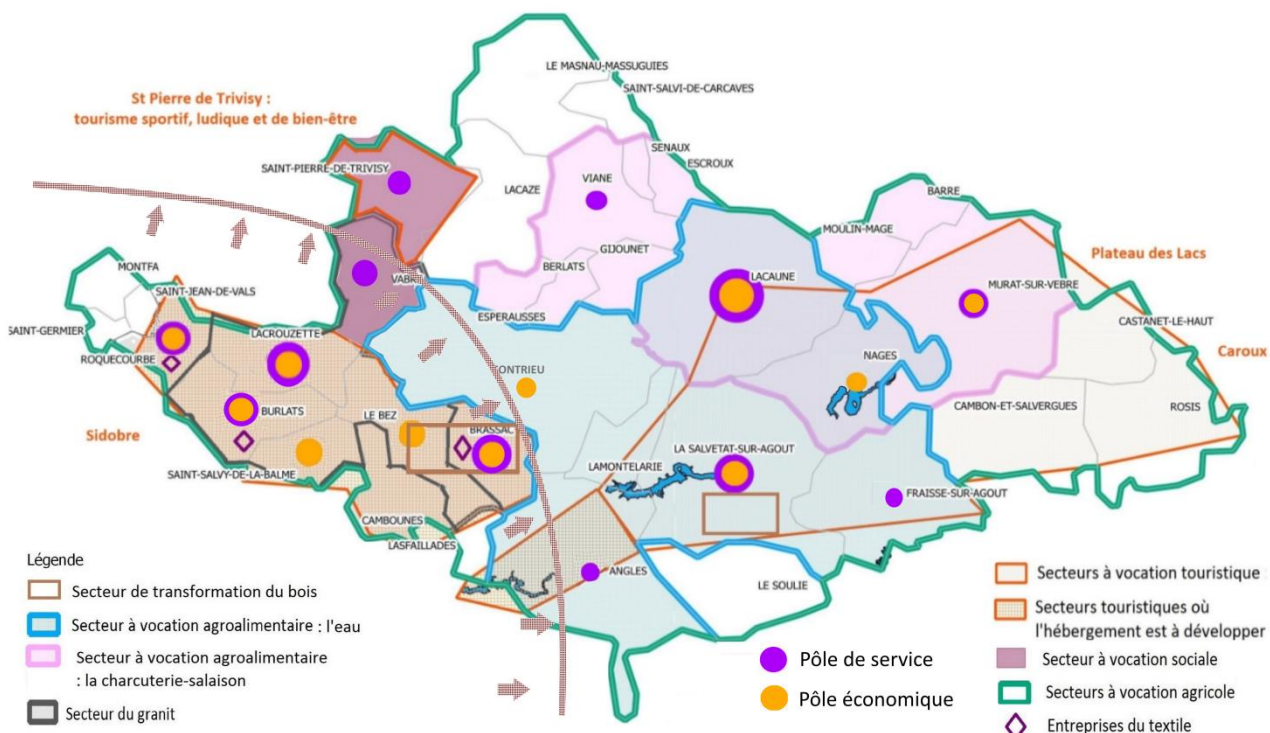 LE MASNAU-MASSUGUIES
SAINT-SALVI-DE-CARCAVES
St Pierre de Trivisy :
tourisme sportif, ludique et de bien-être
SENAUX
ESCROUX
SAINT-PIERRE-DE-TRIVISY
LACAZE
VIANE
BARRE
MOULIN-MAGE
GIJOUNET
BERLATS
Plateau des Lacs
MONTFA
VABRE
LACAUNE
MURAT-SUR-VEBRE
SAINT-JEAN-DE-VALS
ESPERAUSSES
CASTANET-LE-HAUT
SAINT-GERMIER
LACROUZETTE
ROQUECOURBE
NAGES
Caroux
FONTRIEU
BURLATS
LE BEZ
CAMBON-ET-SALVERGUES
ROSIS
Sidobre
BRASSAC
LA SALVETAT-SUR-AGOUT
LAMONTELARIE
SAINT-SALVY-DE-LA-BALME
FRAISSE-SUR-AGOUT
CAMBOUNES
LASFAILLADES
ANGLES
LE SOULIE
Légende
Secteur de transformation du bois
Secteur à vocation agroalimentaire : l'eau
Secteur à vocation agroalimentaire
: la charcuterie-salaison
Secteur du granit
Pôle de service
Pôle économique
Secteurs à vocation touristique :
Secteurs touristiques où
l'hébergement est à développer
Secteur à vocation sociale
Secteurs à vocation agricole
Entreprises du textile